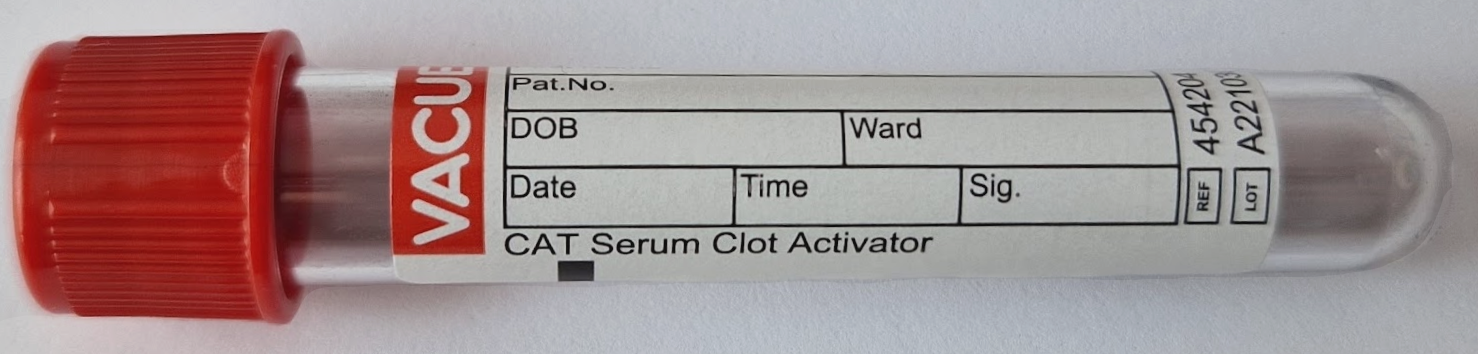 VACUE
Pat.No.
DOB Ward
Date Time Sig.
CAT Serum Clot Activator
REF 454204
LOT A22103